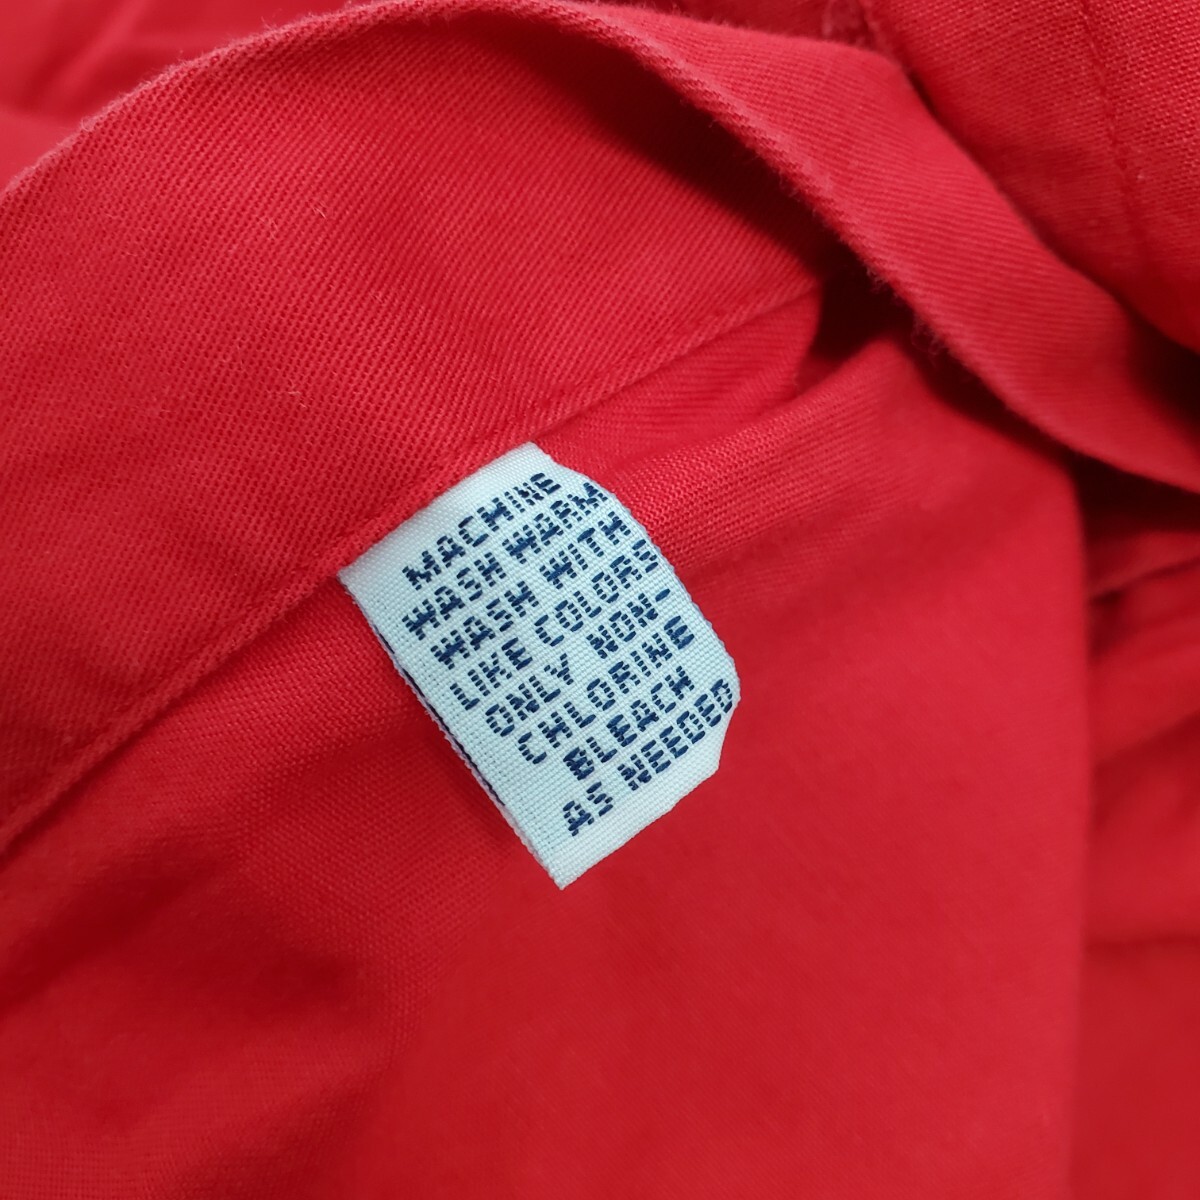 MACHINE
WASH WARM
WASH WITH
LIKE COLORS
ONLY NON-
CHLORINE
BLEACH
AS NEEDED